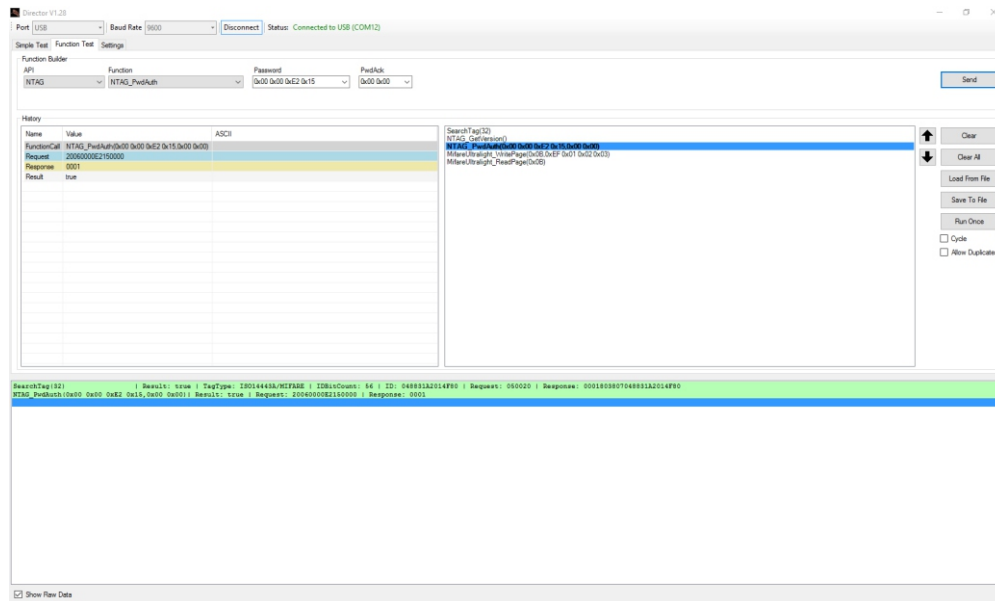 Director V1.28
Port USB Baud Rate 9600 Disconnect Status: Connected to USB (COM12)
Simple Test Function Test Settings
Function Builder
API Function Password PwdAck
NTAG NTAG_PwdAuth 0x00 0x00 0xE2 0x15 0x00 0x00 Send
History
Name Value ASCII
FunctionCall NTAG_PwdAuth(0x00 0x00 0xE2 0x15,0x00 0x00)
Request 20060000E2150000
Response 0001
Result true
SearchTag(32)
NTAG_GetVersion()
NTAG_PwdAuth(0x00 0x00 0xE2 0x15,0x00 0x00)
MifareUltralight_WritePage(0x0B,0xEF 0x01 0x02 0x03)
MifareUltralight_ReadPage(0x0B)
Clear
Clear All
Load From File
Save To File
Run Once
Cycle
Allow Duplicate
SearchTag(32) | Result: true | TagType: ISO14443A/MIFARE | IDBitCount: 56 | ID: 048831A2014F80 | Request: 050020 | Response: 0001803807048831A2014F80
NTAG_PwdAuth(0x00 0x00 0xE2 0x15,0x00 0x00)| Result: true | Request: 20060000E2150000 | Response: 0001
Show Raw Data